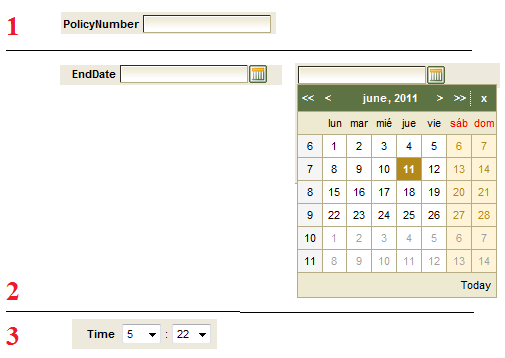 1 PolicyNumber
EndDate
<< < june, 2011 > >> x
lun mar mié jue vie sáb dom
6 1 2 3 4 5 6 7
7 8 9 10 11 12 13 14
8 15 16 17 18 19 20 21
9 22 23 24 25 26 27 28
10 1 2 3 4 5 6 7
11 8 9 10 11 12 13 14
Today
2
3 Time 5 : 22